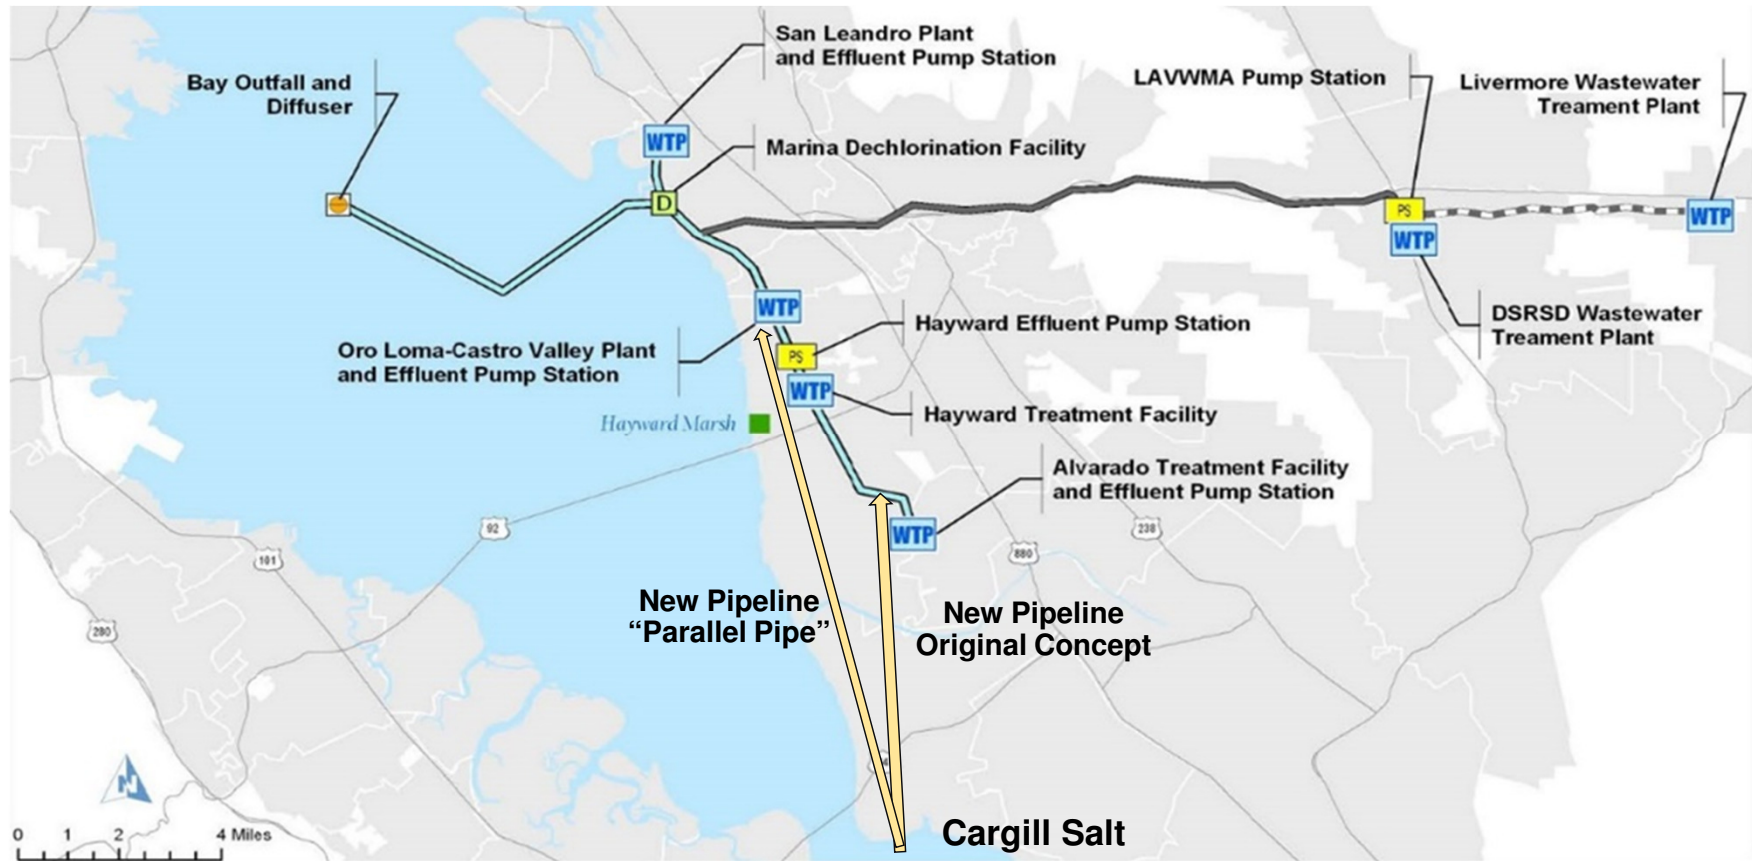 San Leandro Plant
and Effluent Pump Station
Bay Outfall and
Diffuser
LAVWMA Pump Station
Livermore Wastewater
Treament Plant
WTP
Marina Dechlorination Facility
D
PS
WTP
WTP
DSRSD Wastewater
Treament Plant
WTP
Hayward Effluent Pump Station
Oro Loma-Castro Valley Plant
and Effluent Pump Station
PS
WTP
Hayward Treatment Facility
Hayward Marsh
Alvarado Treatment Facility
and Effluent Pump Station
WTP
92
101
880
238
280
New Pipeline
“Parallel Pipe”
New Pipeline
Original Concept
N
0 1 2 4 Miles
Cargill Salt